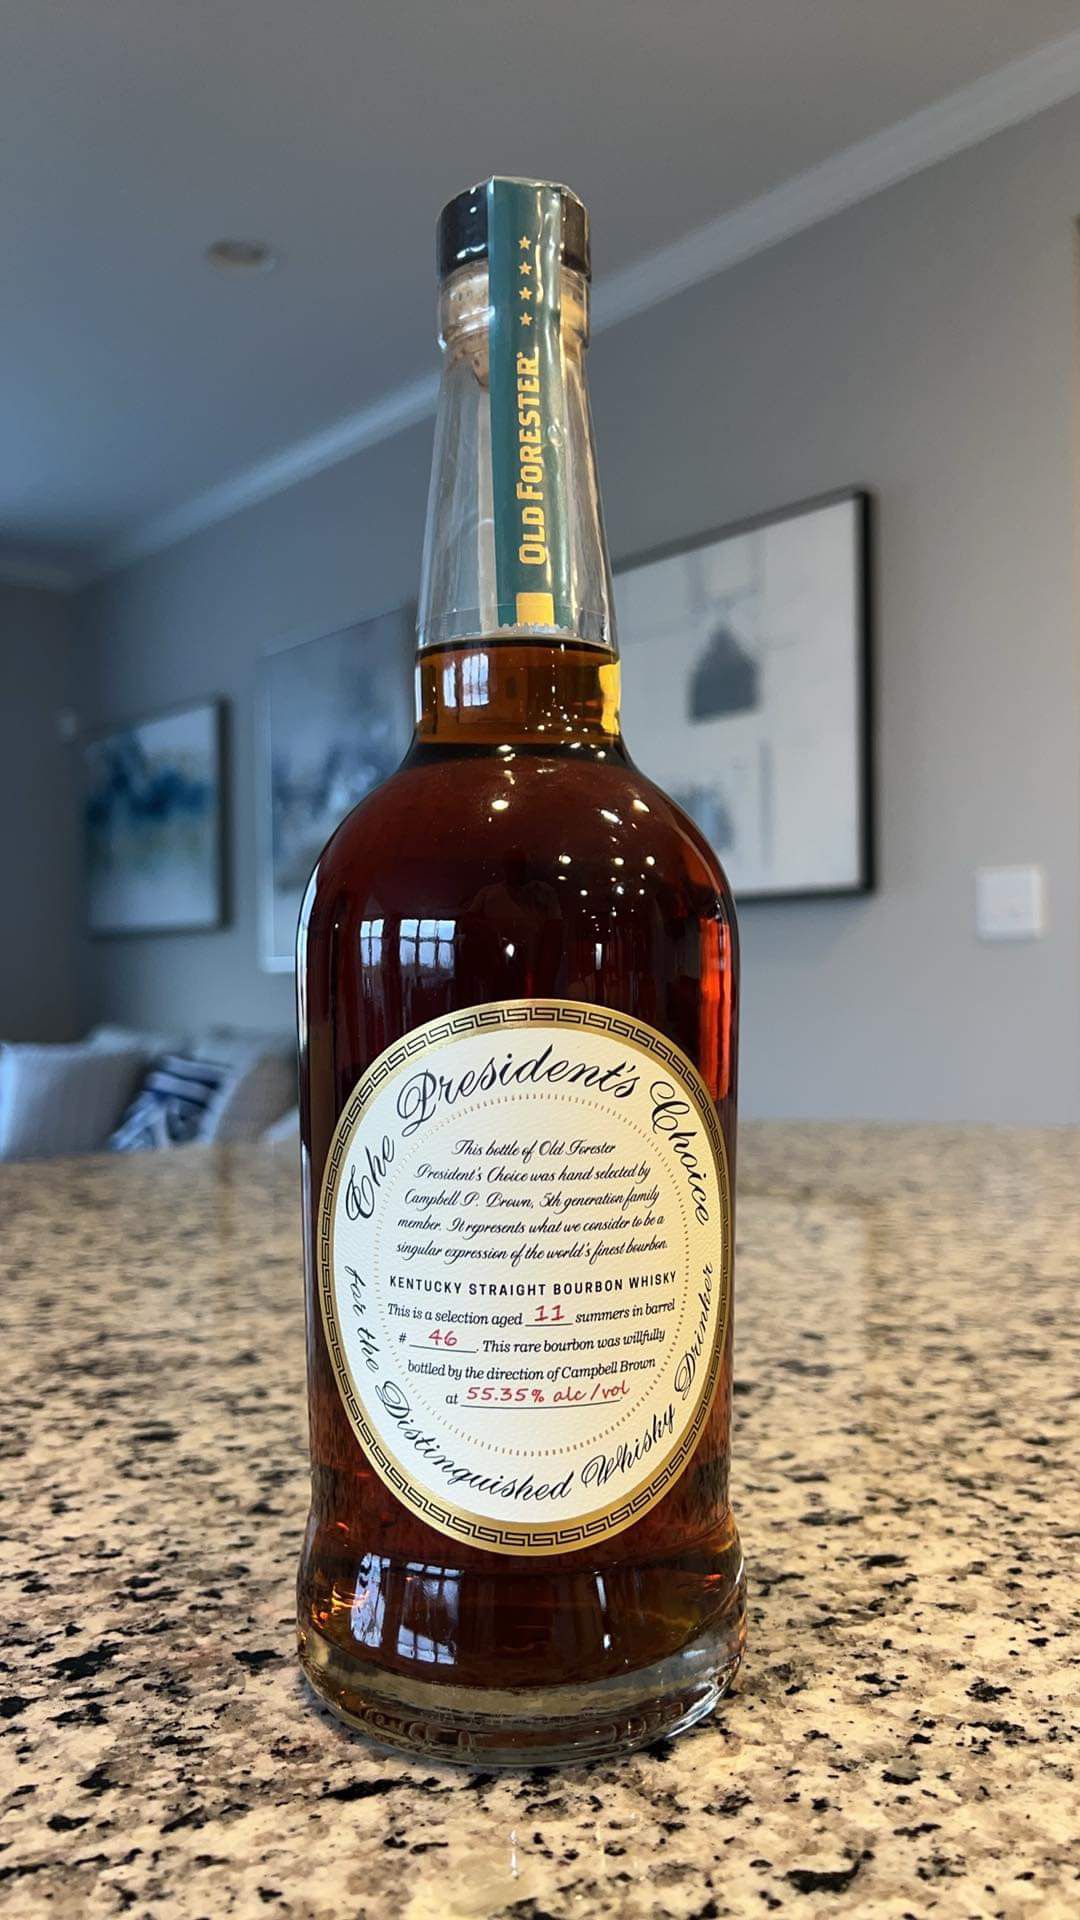 OLD FORESTER
The President's Choice
This bottle of Old Forester
President's Choice was hand selected by
Campbell P. Brown, 5th generation family
member. It represents what we consider to be a
singular expression of the world's finest bourbon.
KENTUCKY STRAIGHT BOURBON WHISKY
This is a selection aged 11 summers in barrel
# 46. This rare bourbon was willfully
bottled by the direction of Campbell Brown
at 55.35% alc/vol
for the Distinguished Whisky Drinker